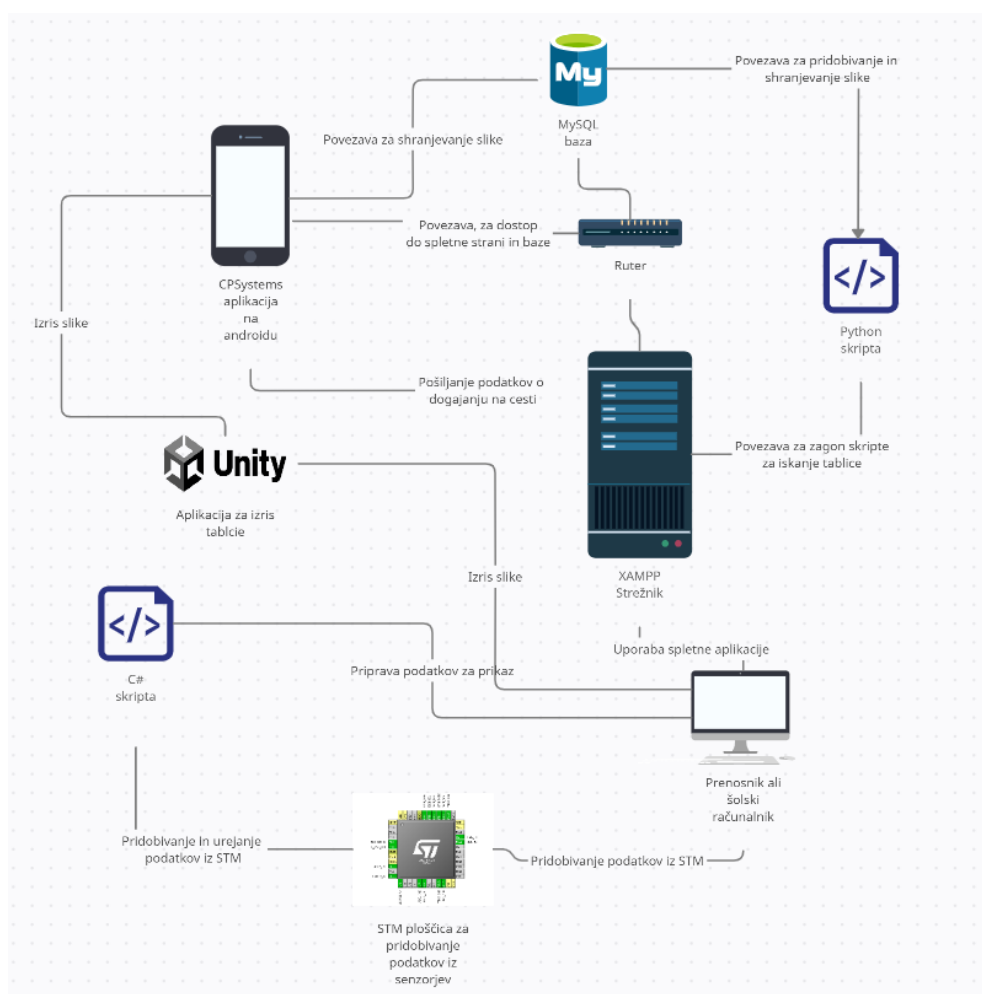 My
MySQL
baza
Povezava za pridobivanje in
shranjevanje slike
Povezava za shranjevanje slike
CPSystems
aplikacija
na
androidu
Povezava, za dostop
do spletne strani in baze
Ruter
</>
Python
skripta
Izris slike
Pošiljanje podatkov o
dogajanju na cesti
Povezava za zagon skripte
za iskanje tablice
Unity
Aplikacija za izris
tablcie
XAMPP
Strežnik
Izris slike
</>
C#
skripta
Uporaba spletne aplikacije
Priprava podatkov za prikaz
Prenosnik ali
šolski
računalnik
Pridobivanje in urejanje
podatkov iz STM
ST
Pridobivanje podatkov iz STM
STM ploščica za
pridobivanje
podatkov iz
senzorjev